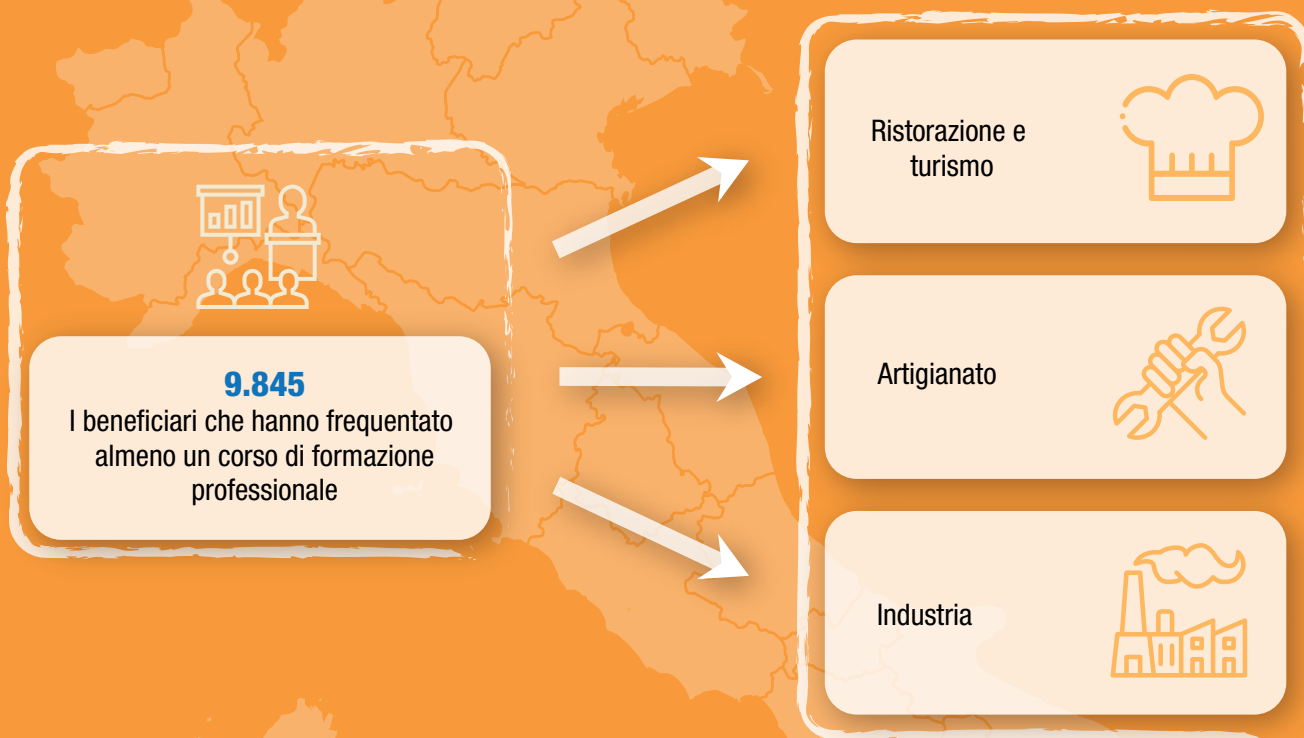 9.845
I beneficiari che hanno frequentato
almeno un corso di formazione
professionale
Ristorazione e
turismo
Artigianato
Industria